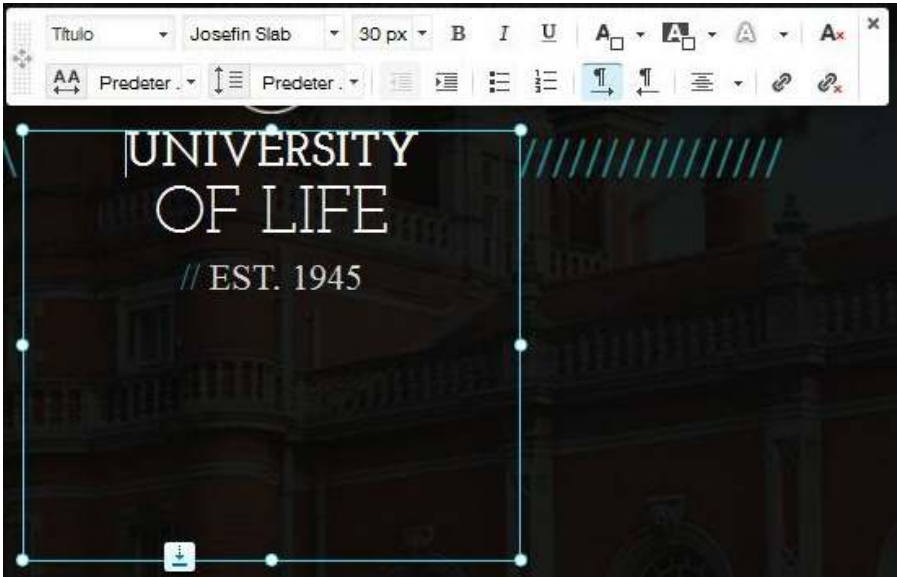 Título Josefin Slab 30 px B I U A A A A
AA Predeter . Predeter .
UNIVERSITY
OF LIFE
// EST. 1945